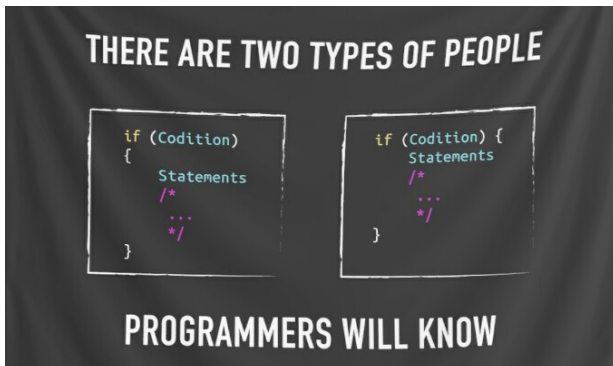 THERE ARE TWO TYPES OF PEOPLE
if (Codition)
{
Statements
/*
...
*/
}
if (Codition) {
Statements
/*
...
*/
}
PROGRAMMERS WILL KNOW